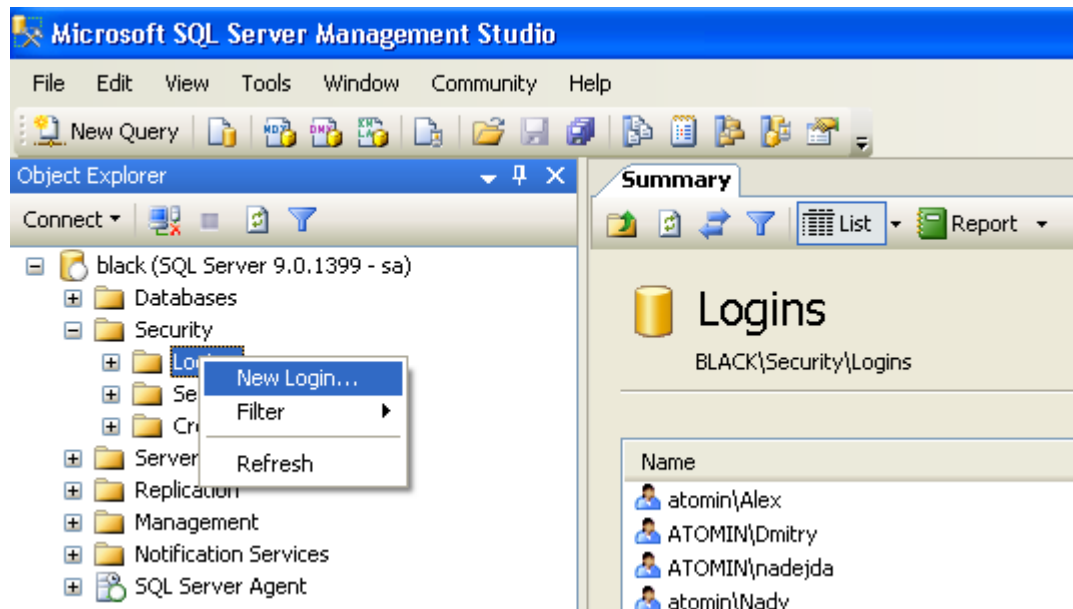 Microsoft SQL Server Management Studio
File Edit View Tools Window Community Help
New Query
Object Explorer
Summary
Connect
List
Report
black (SQL Server 9.0.1399 - sa)
Databases
Security
Logins
BLACK\Security\Logins
New Login...
Filter
Server
Refresh
Replication
Management
Notification Services
SQL Server Agent
Name
atomin\Alex
ATOMIN\Dmitry
ATOMIN\nadejda
atomin\Nady